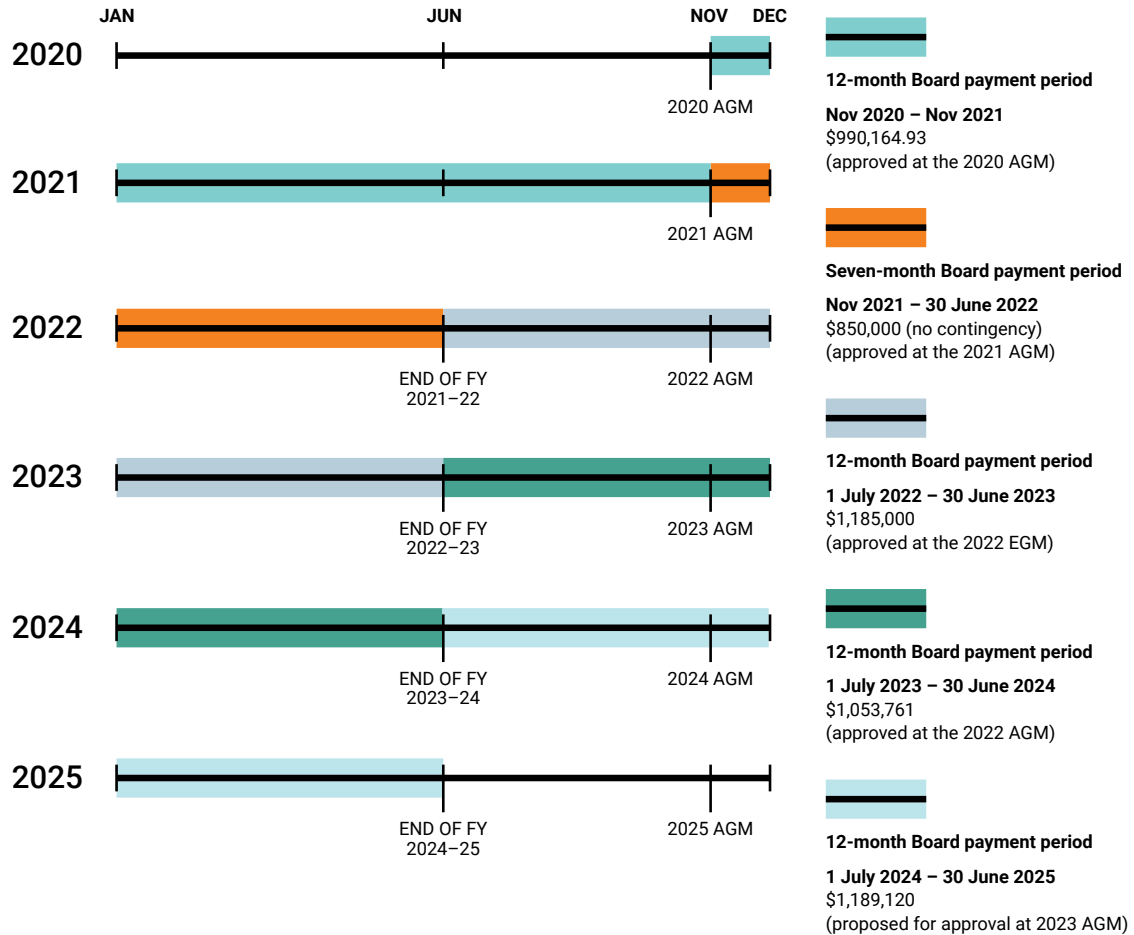 JAN JUN NOV DEC
2020
2020 AGM
2021
2021 AGM
2022
END OF FY
2021–22
2022 AGM
2023
END OF FY
2022–23
2023 AGM
2024
END OF FY
2023–24
2024 AGM
2025
END OF FY
2024–25
2025 AGM
12-month Board payment period
Nov 2020 – Nov 2021
$990,164.93
(approved at the 2020 AGM)
Seven-month Board payment period
Nov 2021 – 30 June 2022
$850,000 (no contingency)
(approved at the 2021 AGM)
12-month Board payment period
1 July 2022 – 30 June 2023
$1,185,000
(approved at the 2022 EGM)
12-month Board payment period
1 July 2023 – 30 June 2024
$1,053,761
(approved at the 2022 AGM)
12-month Board payment period
1 July 2024 – 30 June 2025
$1,189,120
(proposed for approval at 2023 AGM)